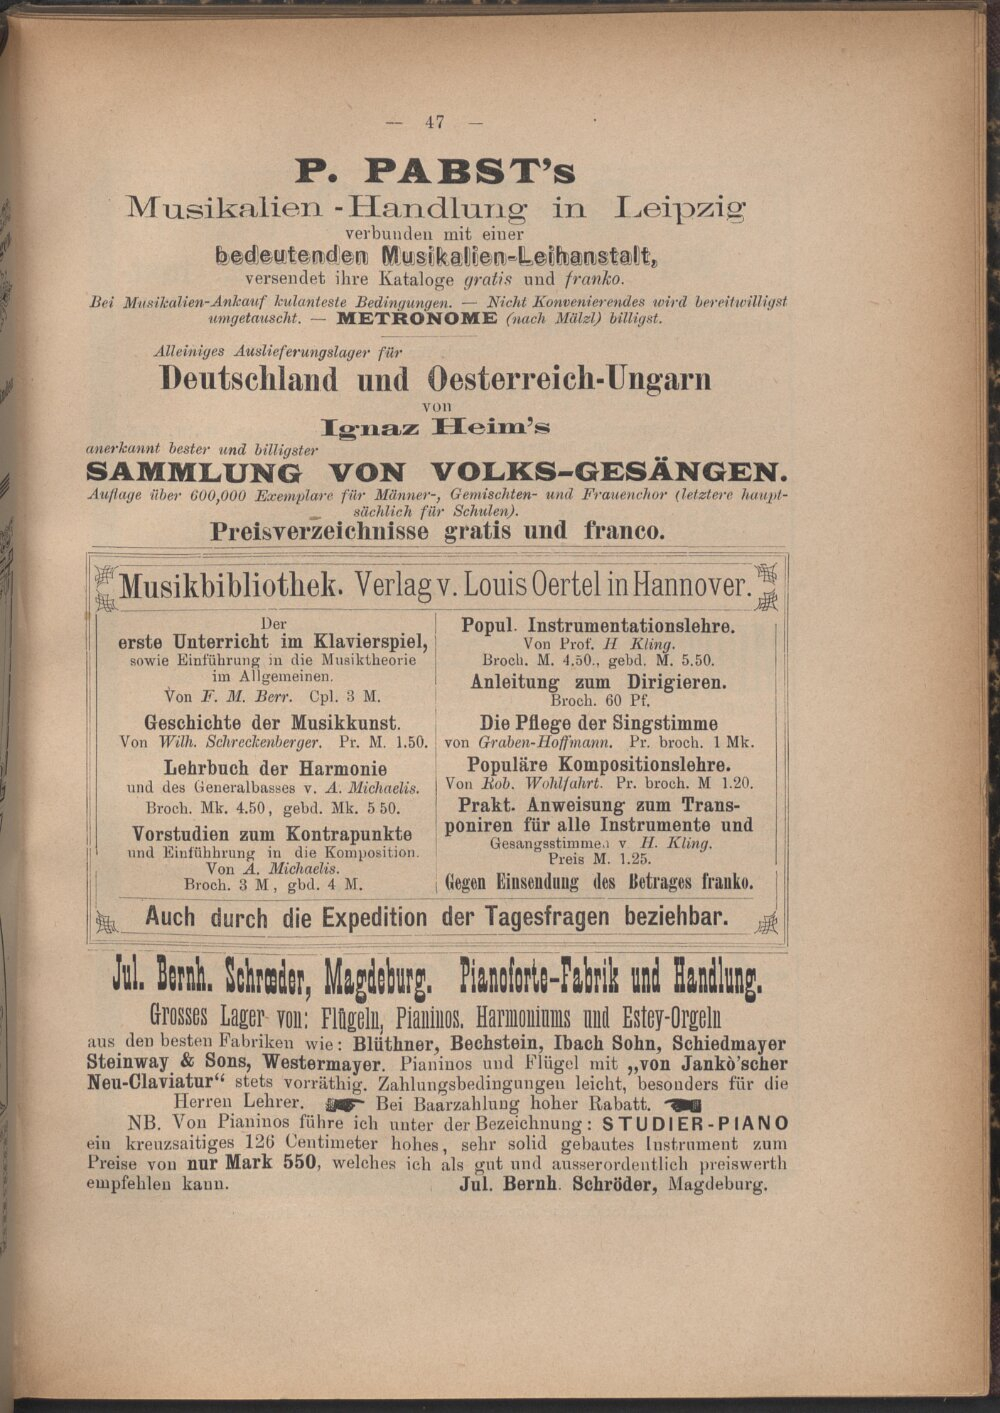 — 47 —
P. PABST's
Musikalien-Handlung in Leipzig
verbunden mit einer
bedeutenden Musikalien-Leihanstalt,
versendet ihre Kataloge gratis und franko.
Bei Musikalien-Ankauf kulanteste Bedingungen. — Nicht Konvenierendes wird bereitwilligst
umgetauscht. — METRONOME (nach Mälzl) billigst.
Alleiniges Auslieferungslager für
Deutschland und Oesterreich-Ungarn
von
Ignaz Heim's
anerkannt bester und billigster
SAMMLUNG VON VOLKS-GESÄNGEN.
Auflage über 600,000 Exemplare für Männer-, Gemischten- und Frauenchor (letztere haupt-
sächlich für Schulen).
Preisverzeichnisse gratis und franco.
Musikbibliothek. Verlag v. Louis Oertel in Hannover.
Der
erste Unterricht im Klavierspiel,
sowie Einführung in die Musiktheorie
im Allgemeinen.
Von F. M. Berr. Cpl. 3 M.
Geschichte der Musikkunst.
Von Wilh. Schreckenberger. Pr. M. 1.50.
Lehrbuch der Harmonie
und des Generalbasses v. A. Michaelis.
Broch. Mk. 4.50, gebd. Mk. 5 50.
Vorstudien zum Kontrapunkte
und Einfühhrung in die Komposition.
Von A. Michaelis.
Broch. 3 M, gbd. 4 M.
Popul. Instrumentationslehre.
Von Prof. H Kling.
Broch. M. 4.50., gebd. M. 5.50.
Anleitung zum Dirigieren.
Broch. 60 Pf.
Die Pflege der Singstimme
von Graben-Hoffmann. Pr. broch. 1 Mk.
Populäre Kompositionslehre.
Von Rob. Wohlfahrt. Pr. broch. M 1.20.
Prakt. Anweisung zum Trans-
poniren für alle Instrumente und
Gesangsstimmen v. H. Kling.
Preis M. 1.25.
Gegen Einsendung des Betrages franko.
Auch durch die Expedition der Tagesfragen beziehbar.
Jul. Bernh. Schrœder, Magdeburg. Pianoforte-Fabrik und Handlung.
Grosses Lager von: Flügeln, Pianinos, Harmoniums und Estey-Orgeln
aus den besten Fabriken wie: Blüthner, Bechstein, Ibach Sohn, Schiedmayer
Steinway & Sons, Westermayer. Pianinos und Flügel mit „von Jankò'scher
Neu-Claviatur“ stets vorräthig. Zahlungsbedingungen leicht, besonders für die
Herren Lehrer. Bei Baarzahlung hoher Rabatt.
NB. Von Pianinos führe ich unter der Bezeichnung: STUDIER-PIANO
ein kreuzsaitiges 126 Centimeter hohes, sehr solid gebautes Instrument zum
Preise von nur Mark 550, welches ich als gut und ausserordentlich preiswerth
empfehlen kann. Jul. Bernh. Schröder, Magdeburg.